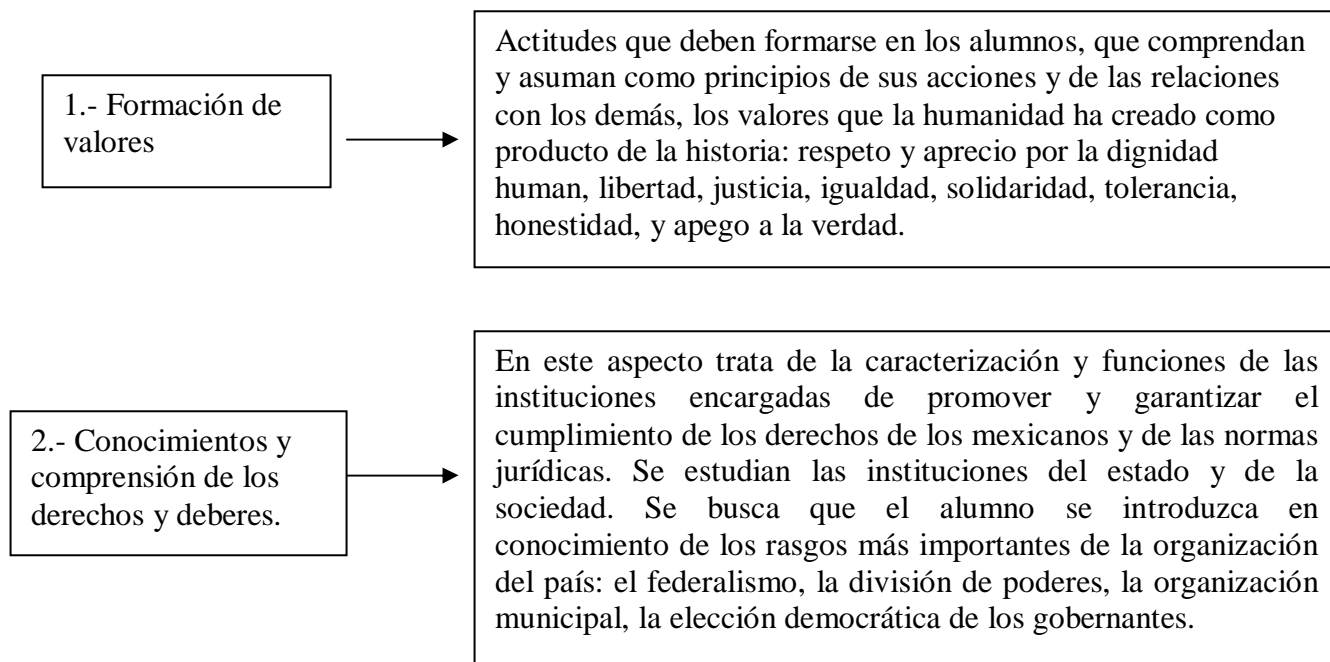 1.- Formación de
valores
Actitudes que deben formarse en los alumnos, que comprendan
y asuman como principios de sus acciones y de las relaciones
con los demás, los valores que la humanidad ha creado como
producto de la historia: respeto y aprecio por la dignidad
human, libertad, justicia, igualdad, solidaridad, tolerancia,
honestidad, y apego a la verdad.
2.- Conocimientos y
comprensión de los
derechos y deberes.
En este aspecto trata de la caracterización y funciones de las
instituciones encargadas de promover y garantizar el
cumplimiento de los derechos de los mexicanos y de las normas
jurídicas. Se estudian las instituciones del estado y de la
sociedad. Se busca que el alumno se introduzca en
conocimiento de los rasgos más importantes de la organización
del país: el federalismo, la división de poderes, la organización
municipal, la elección democrática de los gobernantes.